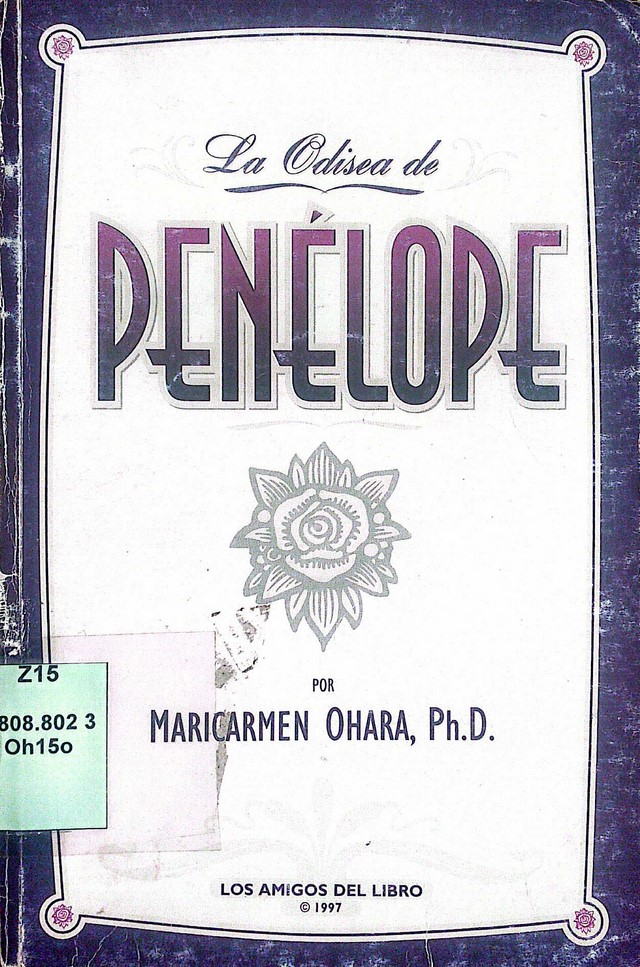 La Odisea de
PENÉLOPE
POR
MARICARMEN OHARA, Ph.D.
Z15
808.802 3
Oh15o
LOS AMIGOS DEL LIBRO
© 1997